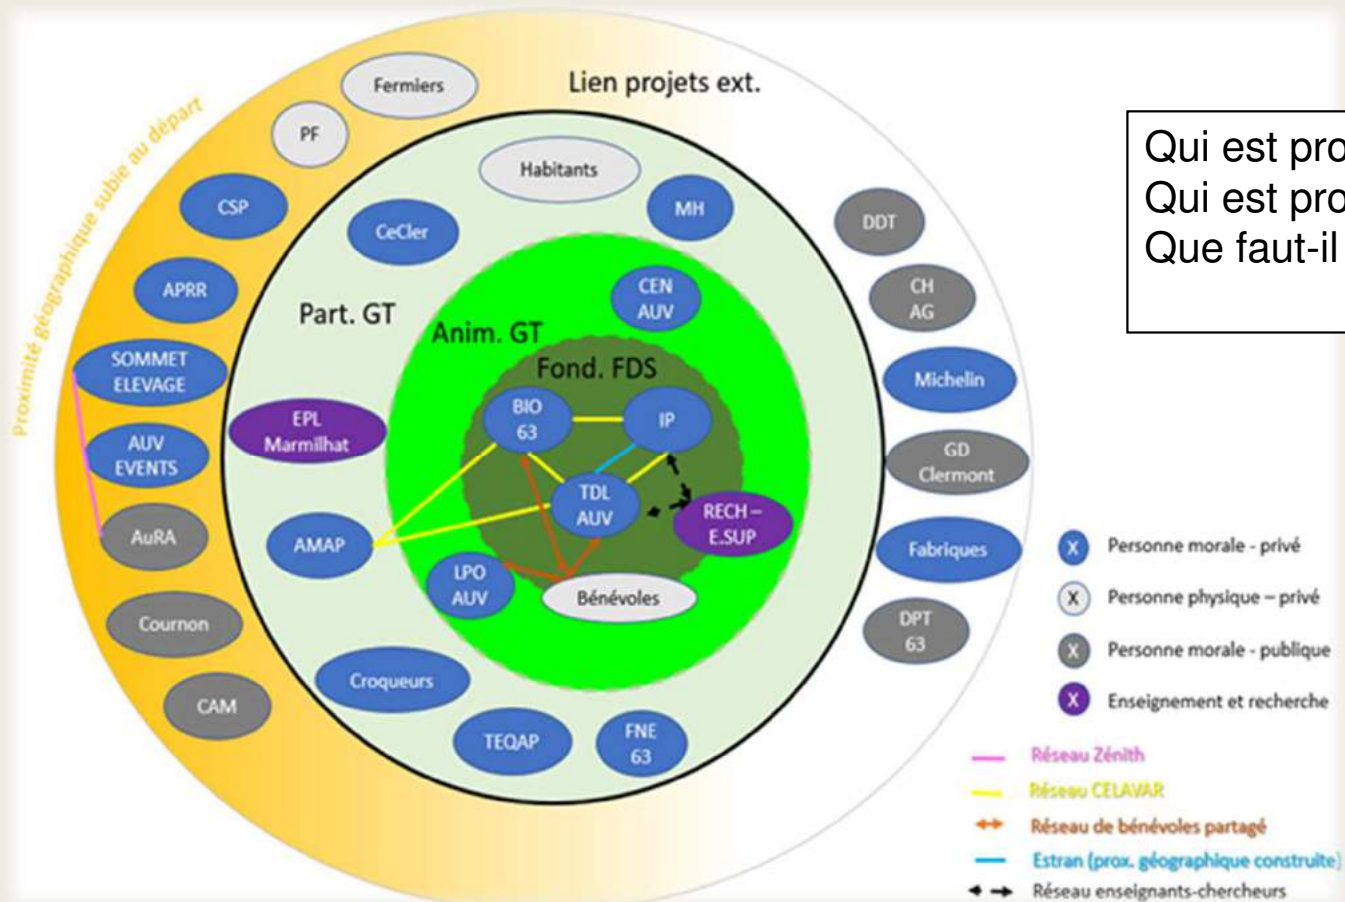 Lien projets ext.
Proximité géographique subie au départ
Fermiers
PF
CSP
APRR
SOMMET
ELEVAGE
AUV
EVENTS
AuRA
Cournon
CAM
Habitants
MH
CeCler
Part. GT
EPL
Marmilhat
AMAP
Croqueurs
TEQAP
FNE
63
Anim. GT
CEN
AUV
Fond. FDS
BIO
63
IP
TDL
AUV
RECH –
E.SUP
LPO
AUV
Bénévoles
DDT
CH
AG
Michelin
GD
Clermont
Fabriques
DPT
63
Qui est pro
Qui est pro
Que faut-il
X Personne morale - privé
X Personne physique – privé
X Personne morale - publique
X Enseignement et recherche
Réseau Zénith
Réseau CELAVAR
Réseau de bénévoles partagé
Estran (prox. géographique construite)
Réseau enseignants-chercheurs